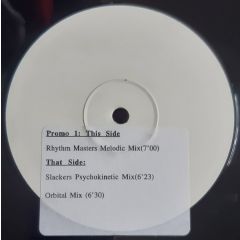 Promo 1: This Side
Rhythm Masters Melodic Mix(7'00)
That Side:
Slackers Psychokinetic Mix(6'23)
Orbital Mix (6'30)